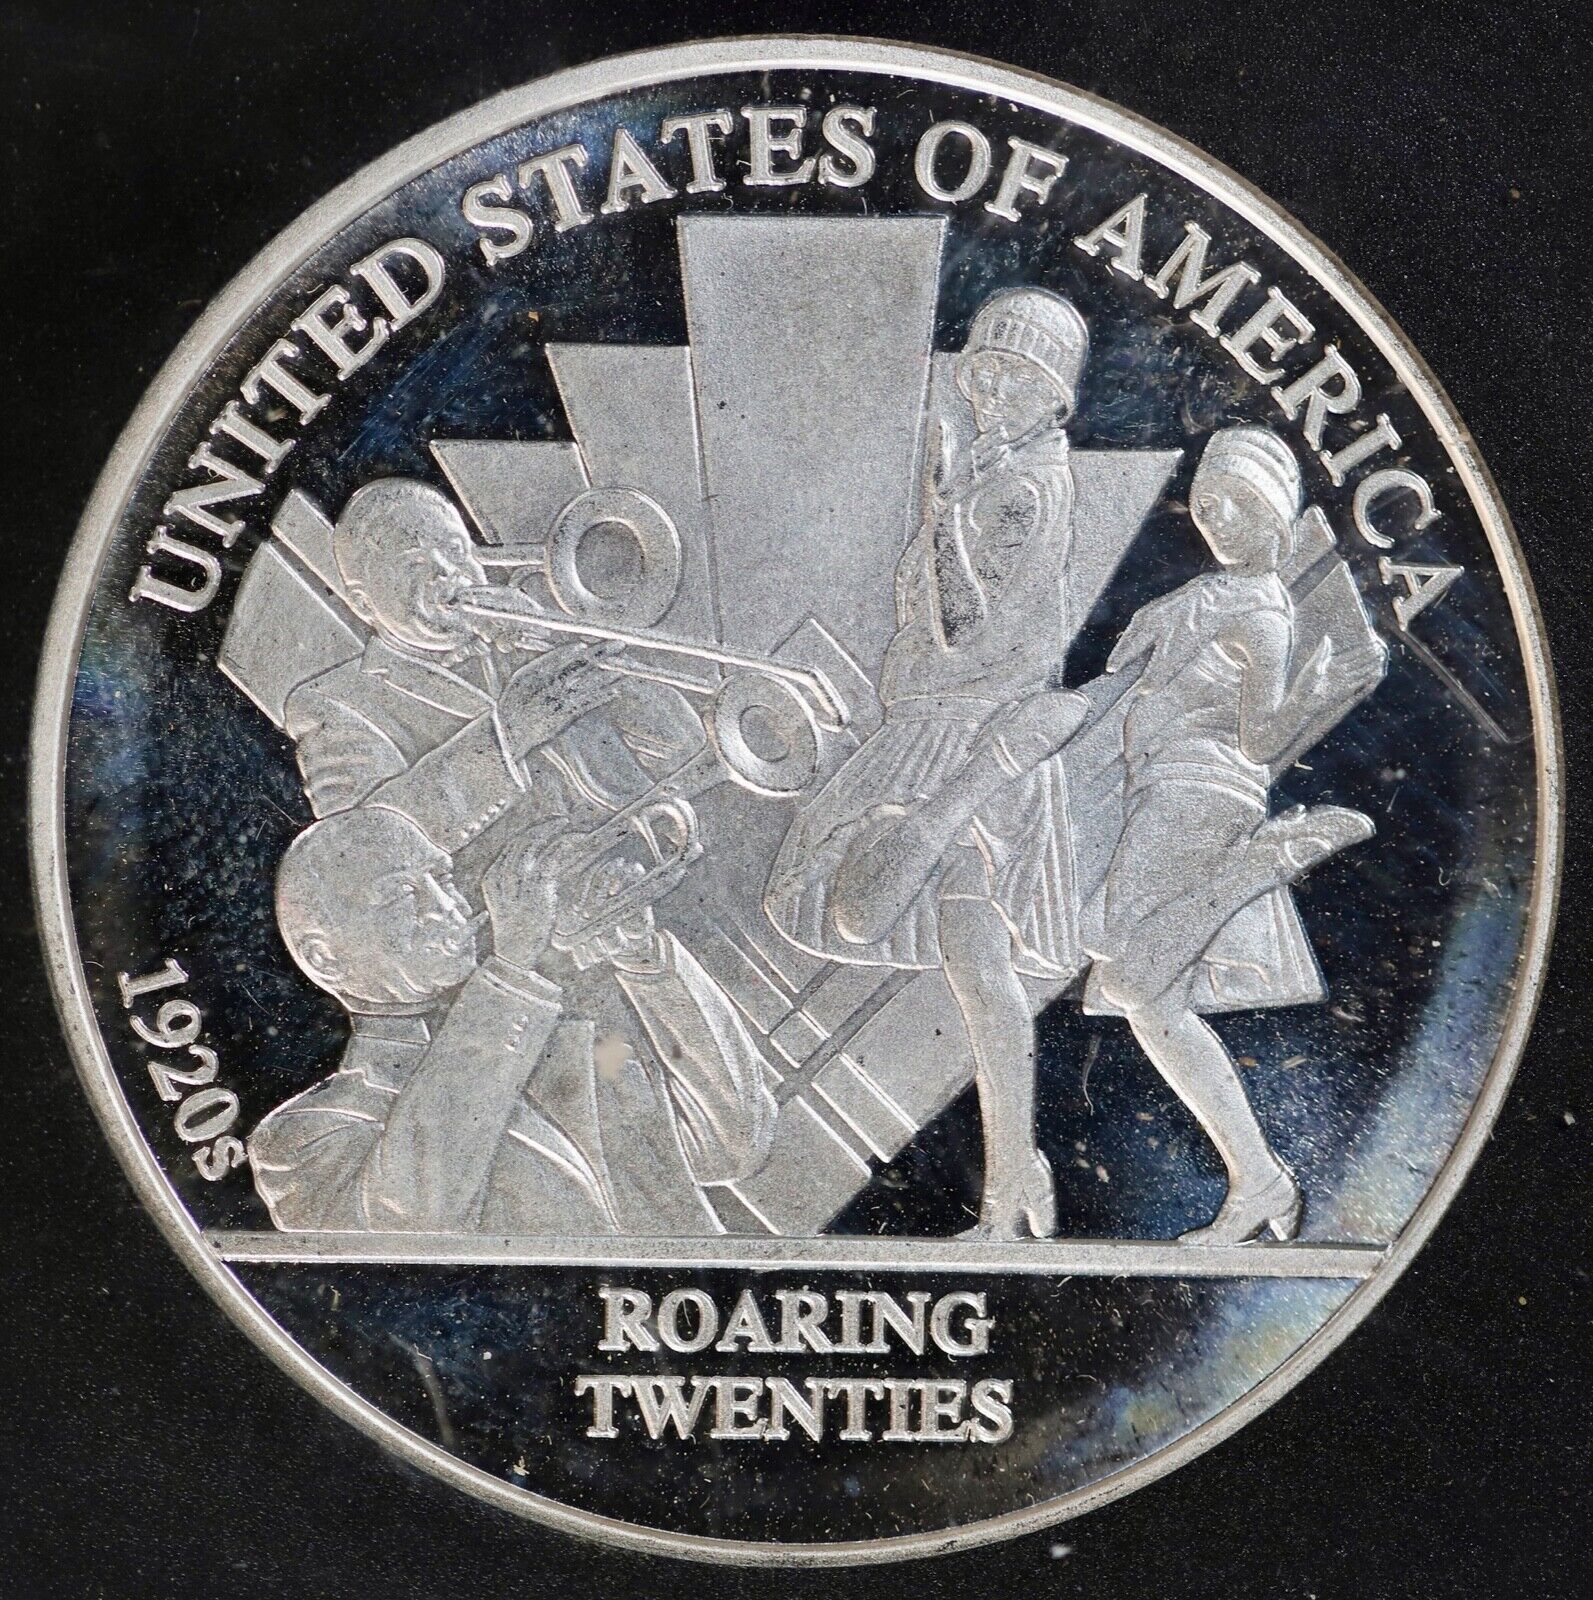 UNITED STATES OF AMERICA
1920s
ROARING
TWENTIES